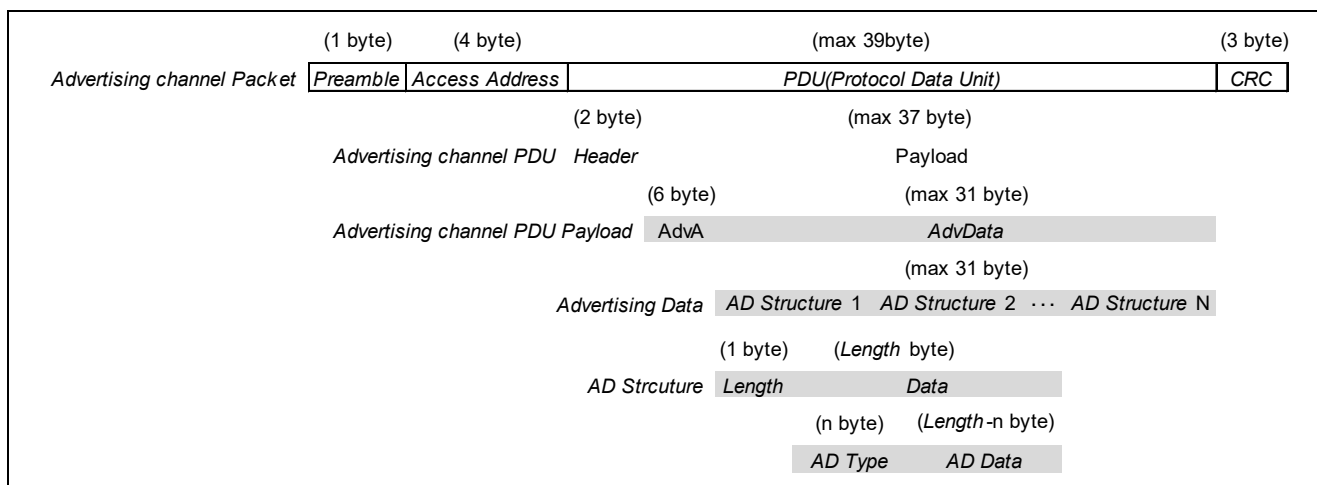 (1 byte) (4 byte) (max 39byte) (3 byte)
Advertising channel Packet Preamble Access Address PDU(Protocol Data Unit) CRC
(2 byte) (max 37 byte)
Advertising channel PDU Header Payload
(6 byte) (max 31 byte)
Advertising channel PDU Payload AdvA AdvData
(max 31 byte)
Advertising Data AD Structure 1 AD Structure 2 ··· AD Structure N
(1 byte) (Length byte)
AD Strcuture Length Data
(n byte) (Length-n byte)
AD Type AD Data